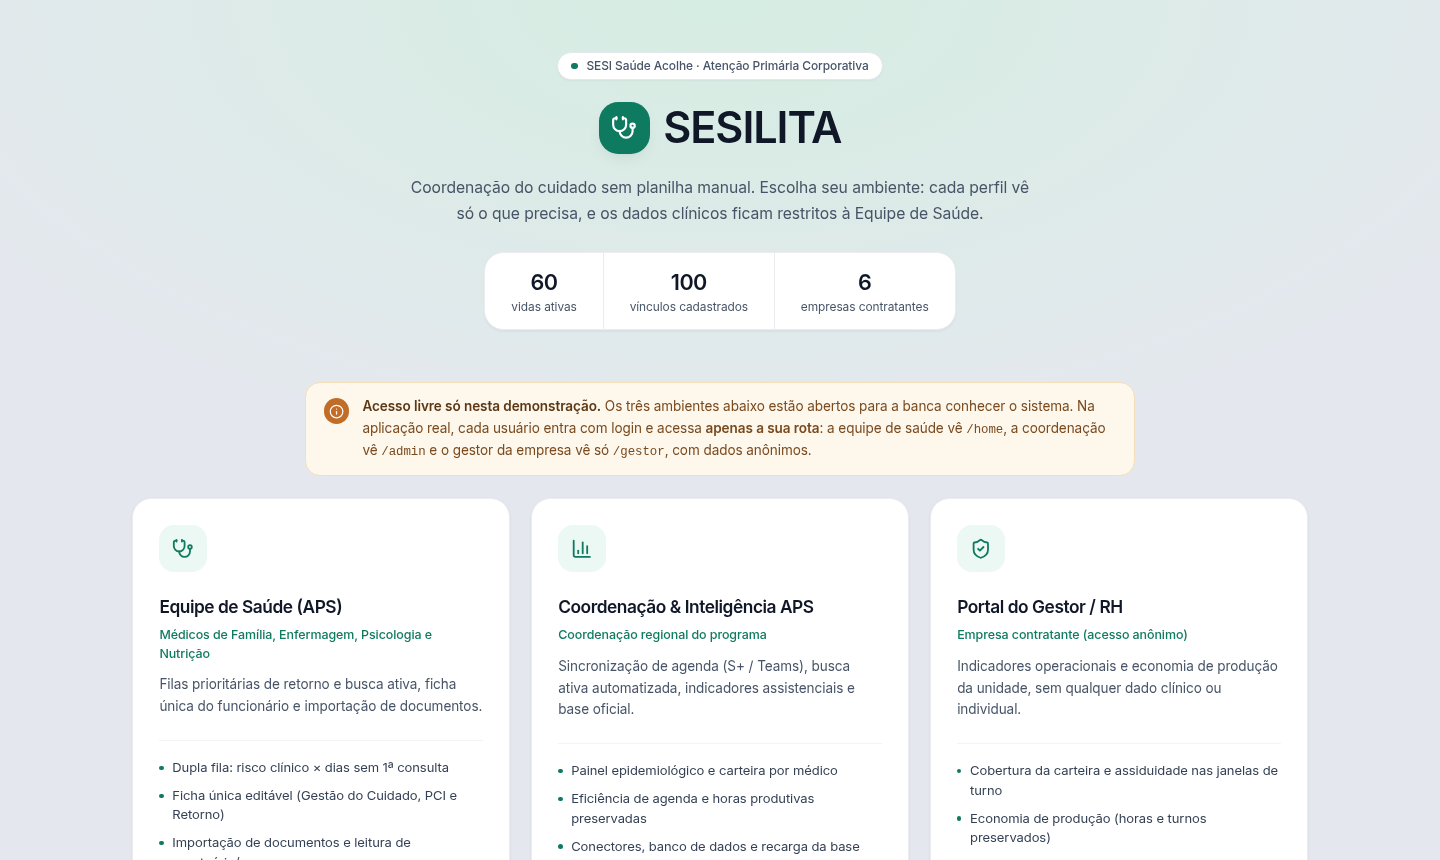 SESI Saúde Acolhe · Atenção Primária Corporativa
SESILITA
Coordenação do cuidado sem planilha manual. Escolha seu ambiente: cada perfil vê
só o que precisa, e os dados clínicos ficam restritos à Equipe de Saúde.
60
vidas ativas
100
vínculos cadastrados
6
empresas contratantes
Acesso livre só nesta demonstração. Os três ambientes abaixo estão abertos para a banca conhecer o sistema. Na
aplicação real, cada usuário entra com login e acessa apenas a sua rota: a equipe de saúde vê /home, a coordenação
vê /admin e o gestor da empresa vê só /gestor, com dados anônimos.
Equipe de Saúde (APS)
Médicos de Família, Enfermagem, Psicologia e
Nutrição
Filas prioritárias de retorno e busca ativa, ficha
única do funcionário e importação de documentos.
Dupla fila: risco clínico × dias sem 1ª consulta
Ficha única editável (Gestão do Cuidado, PCI e
Retorno)
Importação de documentos e leitura de
Coordenação & Inteligência APS
Coordenação regional do programa
Sincronização de agenda (S+ / Teams), busca
ativa automatizada, indicadores assistenciais e
base oficial.
Painel epidemiológico e carteira por médico
Eficiência de agenda e horas produtivas
preservadas
Conectores, banco de dados e recarga da base
Portal do Gestor / RH
Empresa contratante (acesso anônimo)
Indicadores operacionais e economia de produção
da unidade, sem qualquer dado clínico ou
individual.
Cobertura da carteira e assiduidade nas janelas de
turno
Economia de produção (horas e turnos
preservados)